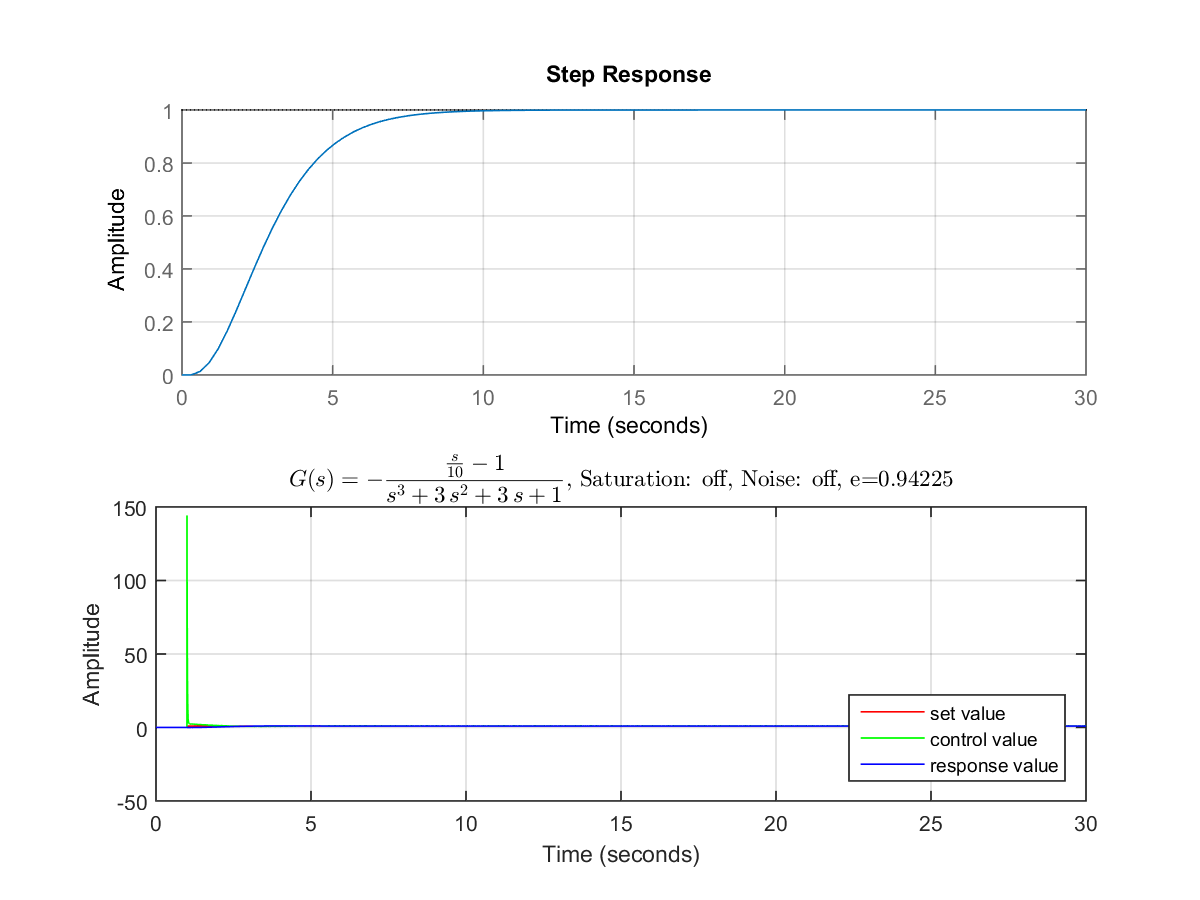 Step Response
Amplitude
1
0.8
0.6
0.4
0.2
0
0 5 10 15 20 25 30
Time (seconds)
G(s) = −(s/10 − 1)/(s³ + 3 s² + 3 s + 1), Saturation: off, Noise: off, e=0.94225
Amplitude
150
100
50
0
-50
set value
control value
response value
0 5 10 15 20 25 30
Time (seconds)